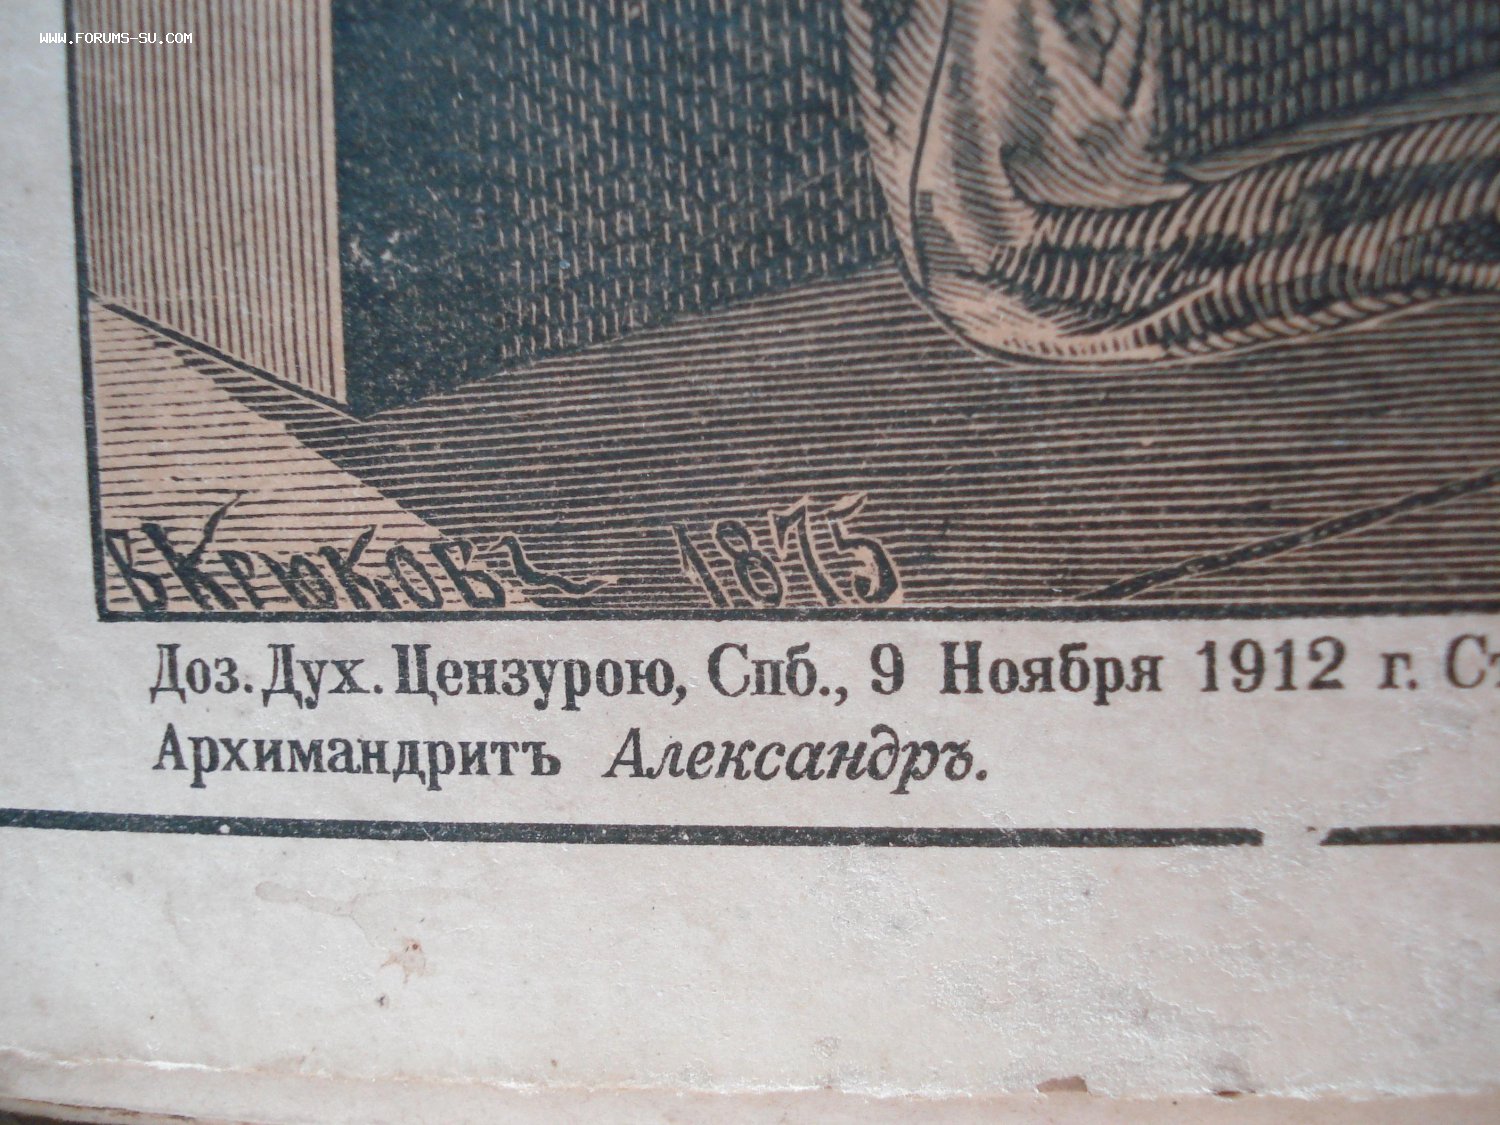 WWW.FORUMS-SU.COM
В Крюковъ 1875
Доз. Дух. Цензурою, Спб., 9 Ноября 1912 г.
Архимандритъ Александръ.